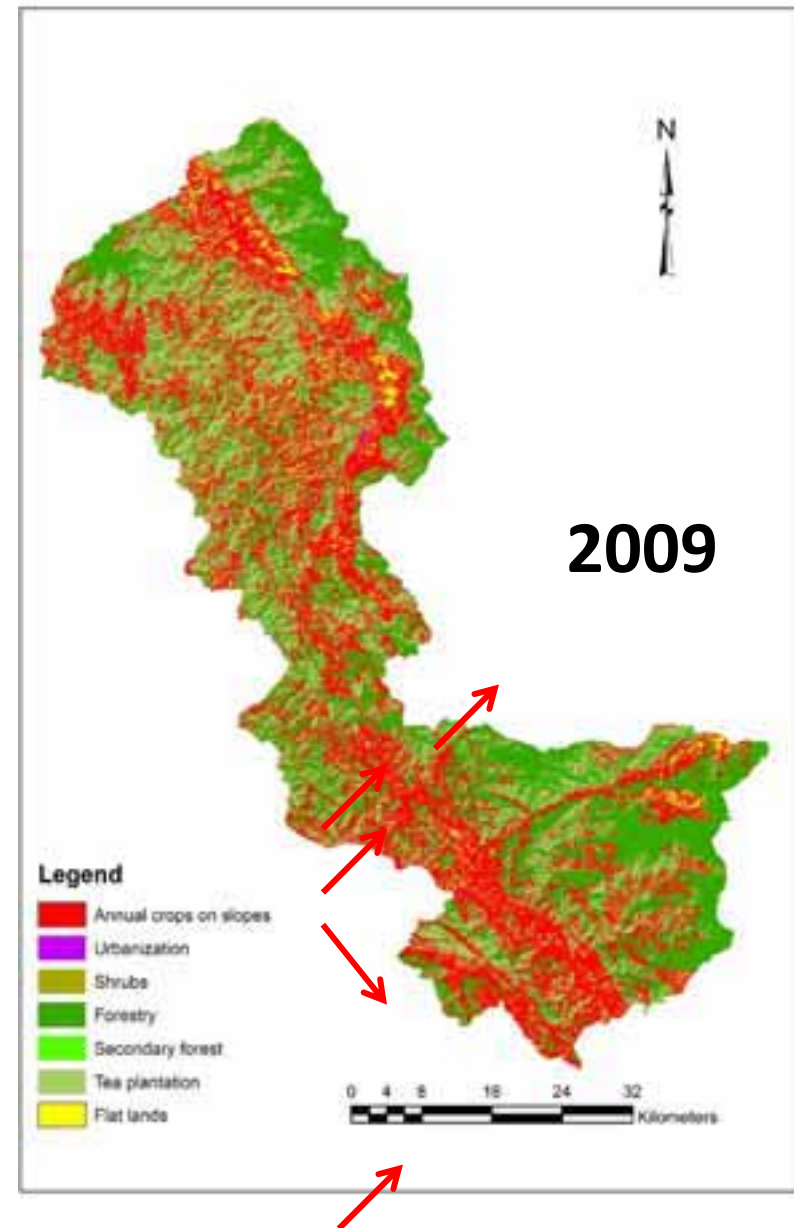 N
2009
Legend
Annual crops on slopes
Urbanization
Shrubs
Forestry
Secondary forest
Tea plantation
Flat lands
0 4 8 16 24 32
Kilometers